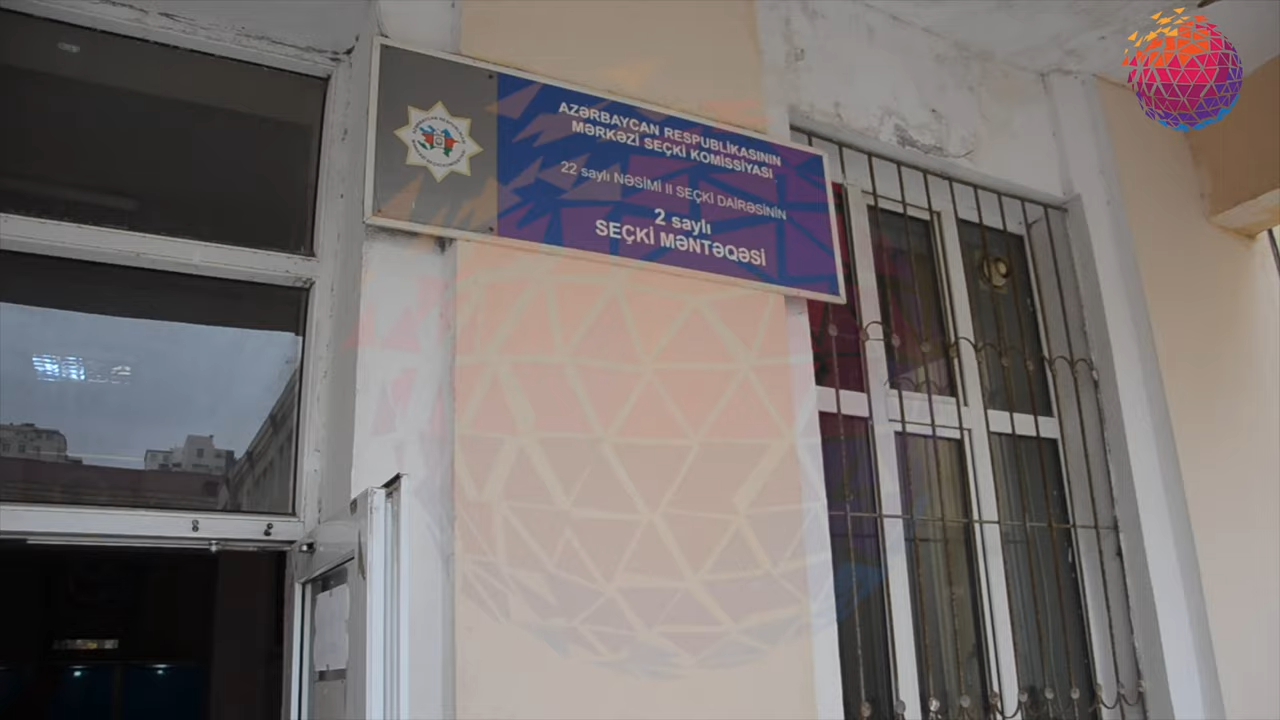 AZƏRBAYCAN RESPUBLİKASININ
MƏRKƏZİ SEÇKİ KOMİSSİYASI
22 saylı NƏSİMİ II SEÇKİ DAİRƏSİNİN
2 saylı
SEÇKİ MƏNTƏQƏSİ